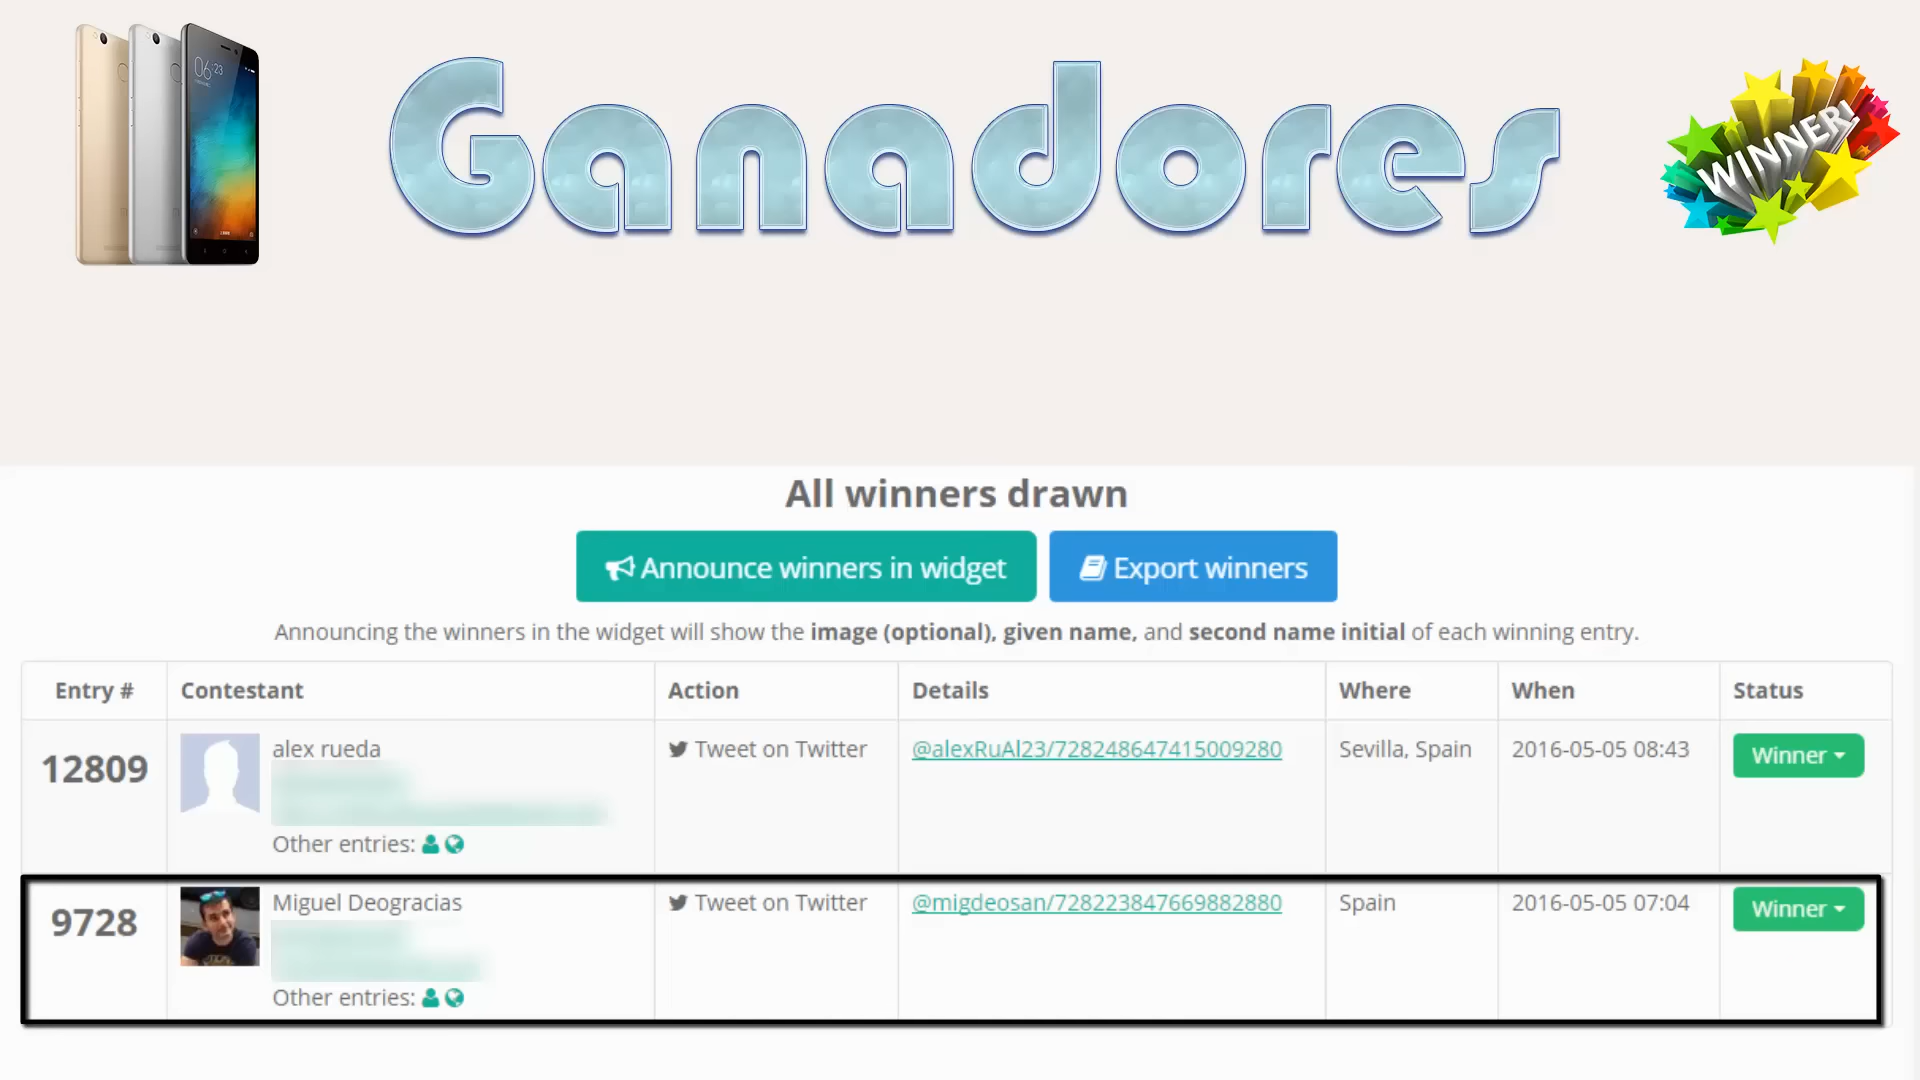 06:23
Ganadores
WINNER!
All winners drawn
Announce winners in widget
Export winners
Announcing the winners in the widget will show the image (optional), given name, and second name initial of each winning entry.
Entry # Contestant Action Details Where When Status
12809 alex rueda Tweet on Twitter @alexRuAl23/728248647415009280 Sevilla, Spain 2016-05-05 08:43 Winner
Other entries:
9728 Miguel Deogracias Tweet on Twitter @migdeosan/728223847669882880 Spain 2016-05-05 07:04 Winner
Other entries: